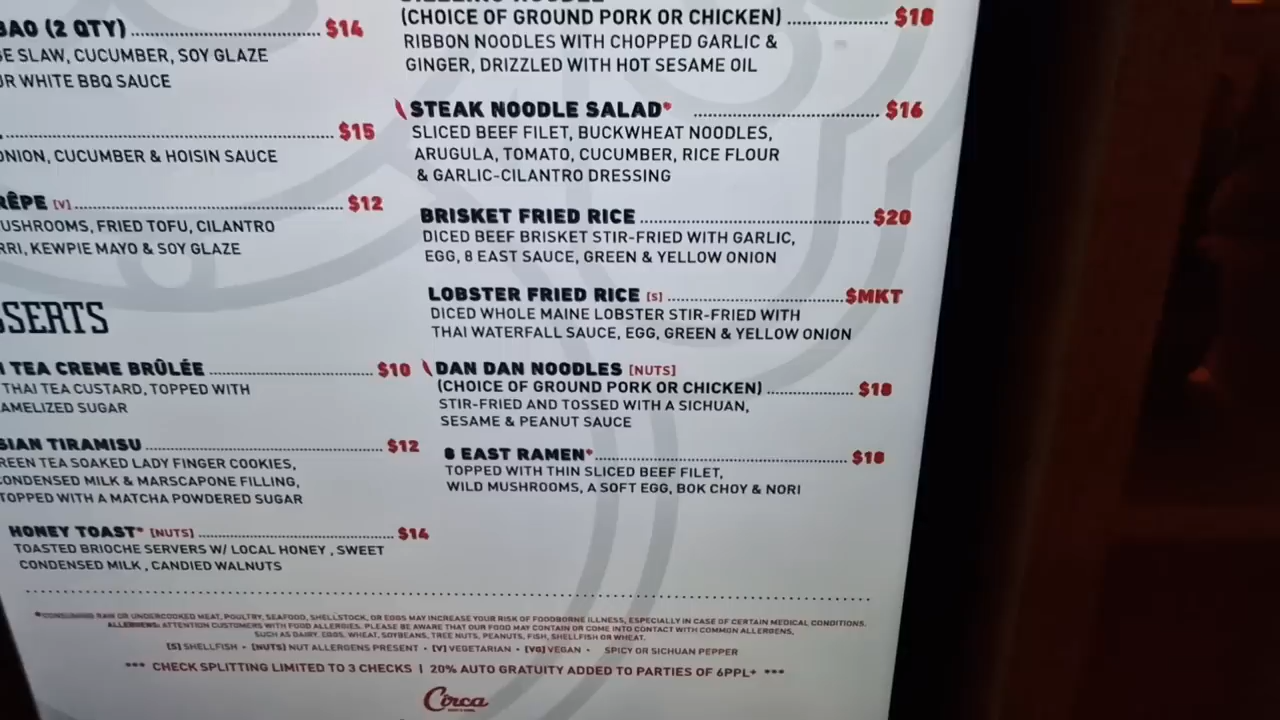 BAO (2 QTY) $14
SLAW, CUCUMBER, SOY GLAZE
WHITE BBQ SAUCE
$15
ONION, CUCUMBER & HOISIN SAUCE
[V] $12
FRIED TOFU, CILANTRO
KEWPIE MAYO & SOY GLAZE
TEA CREME BRÛLÉE $10
THAI TEA CUSTARD, TOPPED WITH
SUGAR
TIRAMISU $12
TEA SOAKED LADY FINGER COOKIES,
CONDENSED MILK & MARSCAPONE FILLING,
TOPPED WITH A MATCHA POWDERED SUGAR
HONEY TOAST* [NUTS] $14
TOASTED BRIOCHE SERVERS W/ LOCAL HONEY , SWEET
CONDENSED MILK , CANDIED WALNUTS
(CHOICE OF GROUND PORK OR CHICKEN) $18
RIBBON NOODLES WITH CHOPPED GARLIC &
GINGER, DRIZZLED WITH HOT SESAME OIL
STEAK NOODLE SALAD* $16
SLICED BEEF FILET, BUCKWHEAT NOODLES,
ARUGULA, TOMATO, CUCUMBER, RICE FLOUR
& GARLIC-CILANTRO DRESSING
BRISKET FRIED RICE $20
DICED BEEF BRISKET STIR-FRIED WITH GARLIC,
EGG, 8 EAST SAUCE, GREEN & YELLOW ONION
LOBSTER FRIED RICE [S] $MKT
DICED WHOLE MAINE LOBSTER STIR-FRIED WITH
THAI WATERFALL SAUCE, EGG, GREEN & YELLOW ONION
DAN DAN NOODLES [NUTS]
(CHOICE OF GROUND PORK OR CHICKEN) $18
STIR-FRIED AND TOSSED WITH A SICHUAN,
SESAME & PEANUT SAUCE
8 EAST RAMEN* $18
TOPPED WITH THIN SLICED BEEF FILET,
WILD MUSHROOMS, A SOFT EGG, BOK CHOY & NORI
*CONSUMING RAW OR UNDERCOOKED MEAT, POULTRY, SEAFOOD, SHELLSTOCK, OR EGGS MAY INCREASE YOUR RISK OF FOODBORNE ILLNESS, ESPECIALLY IN CASE OF CERTAIN MEDICAL CONDITIONS.
ALLERGENS: ATTENTION CUSTOMERS WITH FOOD ALLERGIES. PLEASE BE AWARE THAT OUR FOOD MAY CONTAIN OR COME INTO CONTACT WITH COMMON ALLERGENS,
SUCH AS DAIRY, EGGS, WHEAT, SOYBEANS, TREE NUTS, PEANUTS, FISH, SHELLFISH OR WHEAT.
[S] SHELLFISH • [NUTS] NUT ALLERGENS PRESENT • [V] VEGETARIAN • [VG] VEGAN • SPICY OR SICHUAN PEPPER
*** CHECK SPLITTING LIMITED TO 3 CHECKS | 20% AUTO GRATUITY ADDED TO PARTIES OF 6PPL+ ***
Circa